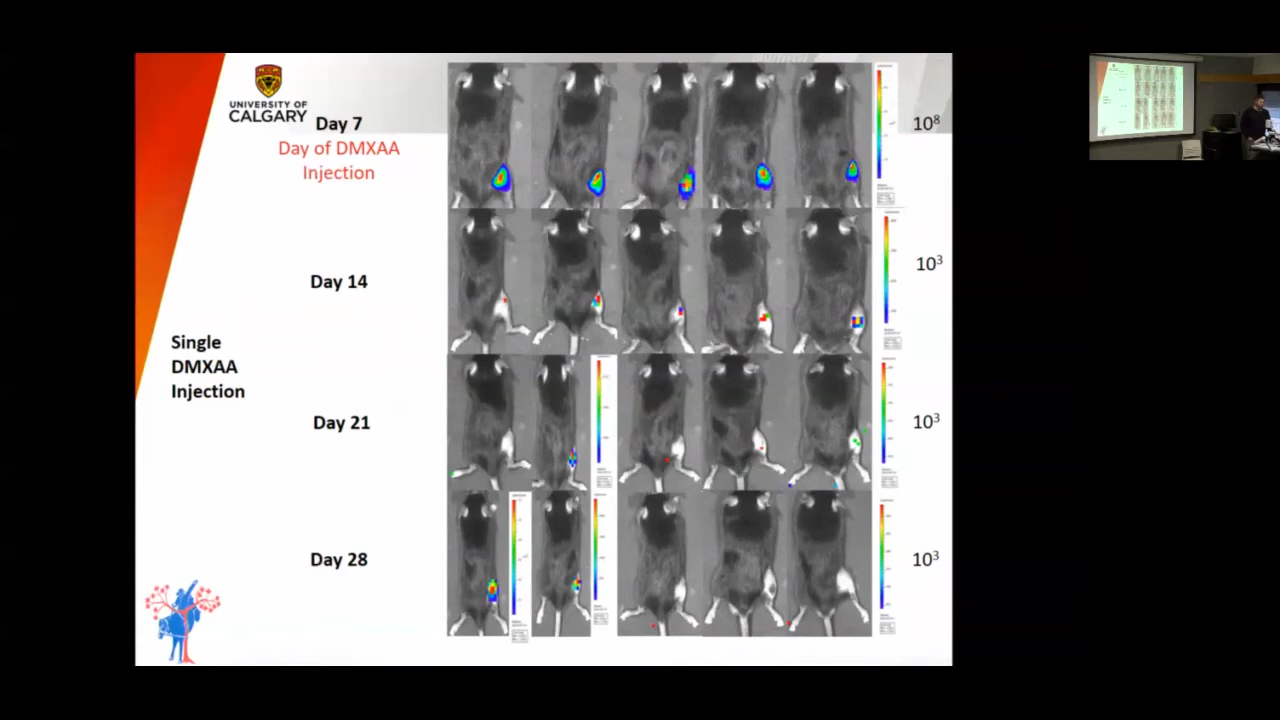 UNIVERSITY OF
CALGARY
Day 7
Day of DMXAA
Injection
10⁸
Day 14
10³
Single
DMXAA
Injection
Day 21
10³
Day 28
10³